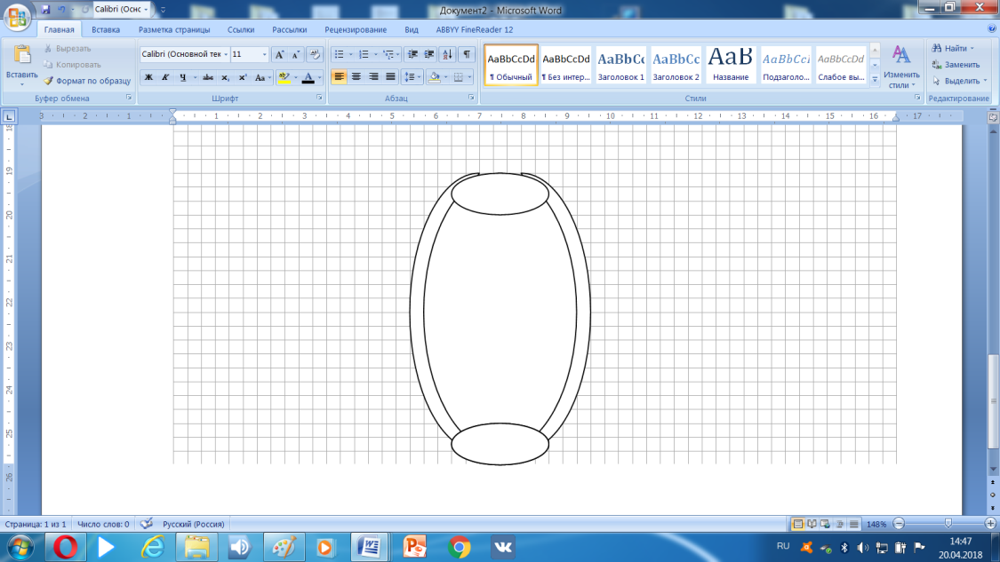 Calibri (Оснс
Документ2 - Microsoft Word
Главная Вставка Разметка страницы Ссылки Рассылки Рецензирование Вид ABBYY FineReader 12
Вставить
Вырезать
Копировать
Формат по образцу
Буфер обмена
Calibri (Основной тек 11
Ж К Ч abc x₂ x² Aa
Шрифт
Абзац
AaBbCcDd AaBbCcDd AaBbCc AaBbCc AaB AaBbCcI AaBbCcDd
¶ Обычный ¶ Без интер... Заголовок 1 Заголовок 2 Название Подзаголо... Слабое вы...
Изменить стили
Стили
Найти
Заменить
Выделить
Редактирование
3 2 1 1 2 3 4 5 6 7 8 9 10 11 12 13 14 15 16 17
18
19
20
21
22
23
24
25
26
Страница: 1 из 1 Число слов: 0 Русский (Россия) 148%
RU 14:47
20.04.2018